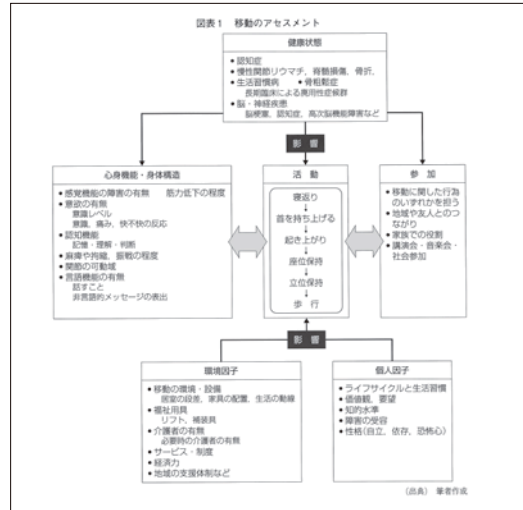 図表1 移動のアセスメント
健康状態
• 認知症
• 慢性関節リウマチ、脊髄損傷、骨折、
• 生活習慣病 • 骨粗鬆症
長期臨床による廃用性症候群
• 脳・神経疾患
脳梗塞、認知症、高次脳機能障害など
影響
心身機能・身体構造
• 感覚機能の障害の有無 筋力低下の程度
• 意欲の有無
意識レベル
意識、痛み、快不快の反応
• 認知機能
記憶・理解・判断
• 麻痺や拘縮、振戦の程度
• 関節の可動域
• 言語機能の有無
話すこと
非言語的メッセージの表出
活動
寝返り
首を持ち上げる
起き上がり
座位保持
立位保持
歩行
参加
• 移動に関した行為
のいずれかを担う
• 地域や友人とのつ
ながり
• 家族での役割
• 講演会・音楽会・
社会参加
影響
環境因子
• 移動の環境・設備
居室の段差、家具の配置、生活の動線
• 福祉用具
リフト、補装具
• 介護者の有無
必要時の介護者の有無
• サービス・制度
• 経済力
• 地域の支援体制など
個人因子
• ライフサイクルと生活習慣
• 価値観、要望
• 知的水準
• 障害の受容
• 性格(自立、依存、恐怖心)
(出典) 筆者作成